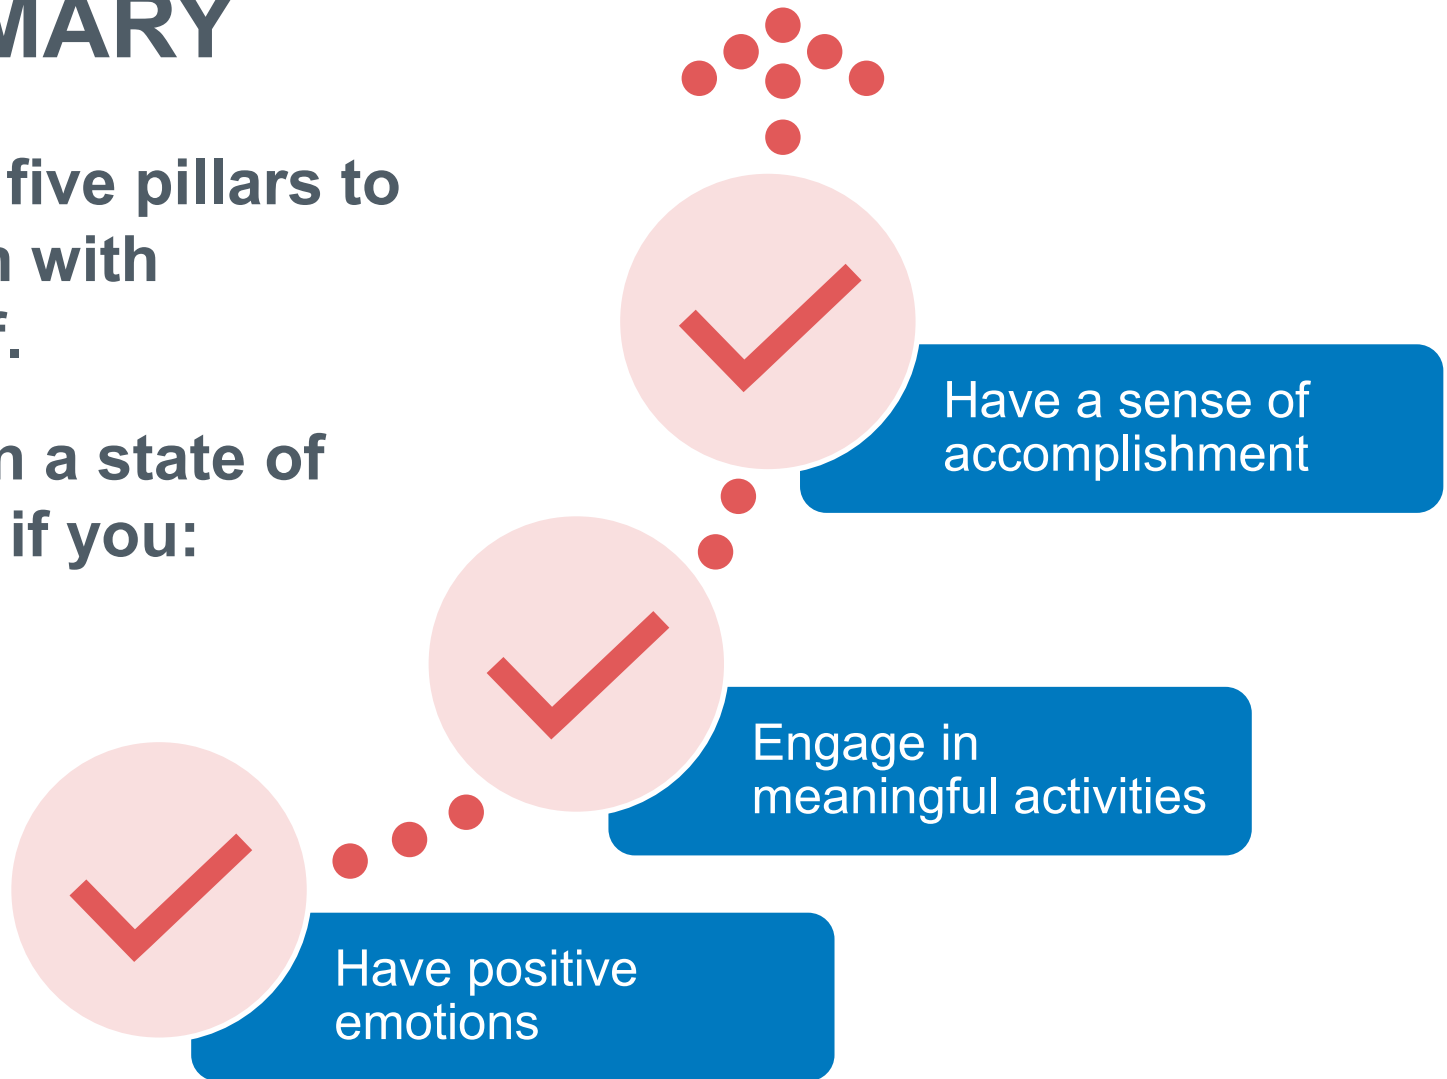 MARY
five pillars to
with
a state of
if you:
Have a sense of
accomplishment
Engage in
meaningful activities
Have positive
emotions